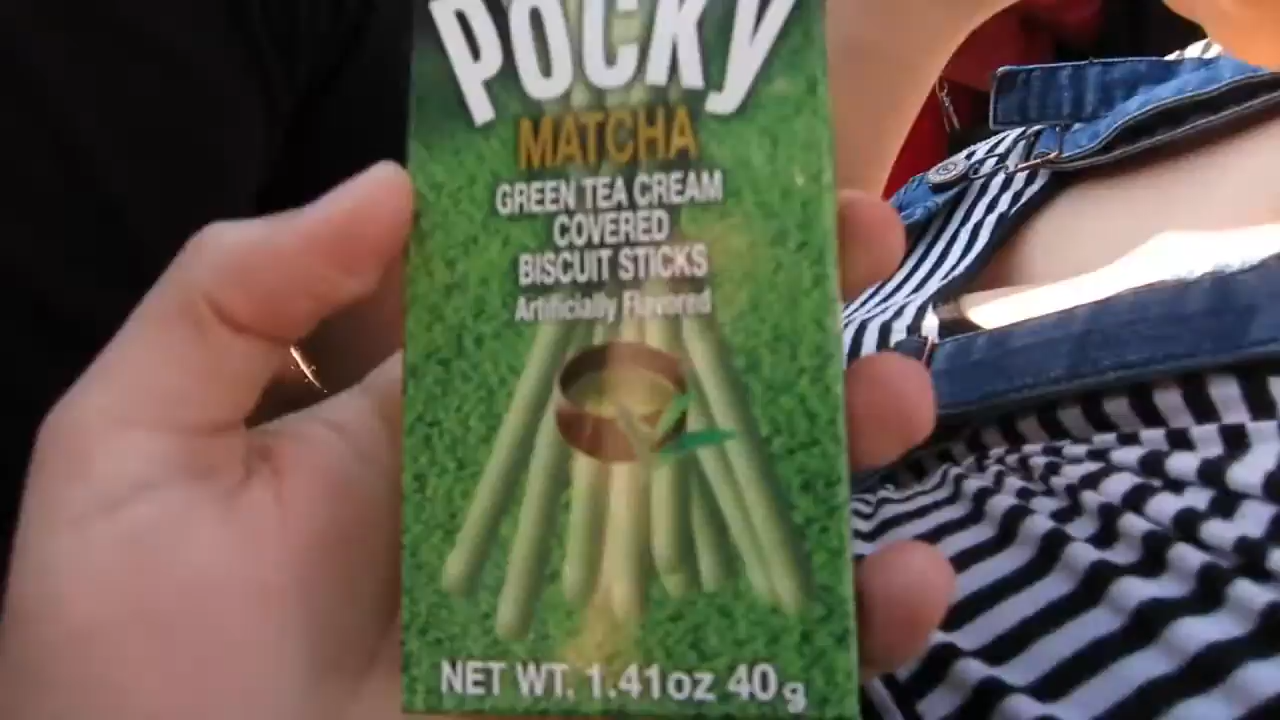 Pocky
MATCHA
GREEN TEA CREAM
COVERED
BISCUIT STICKS
Artificially Flavored
NET WT. 1.41oz 40g